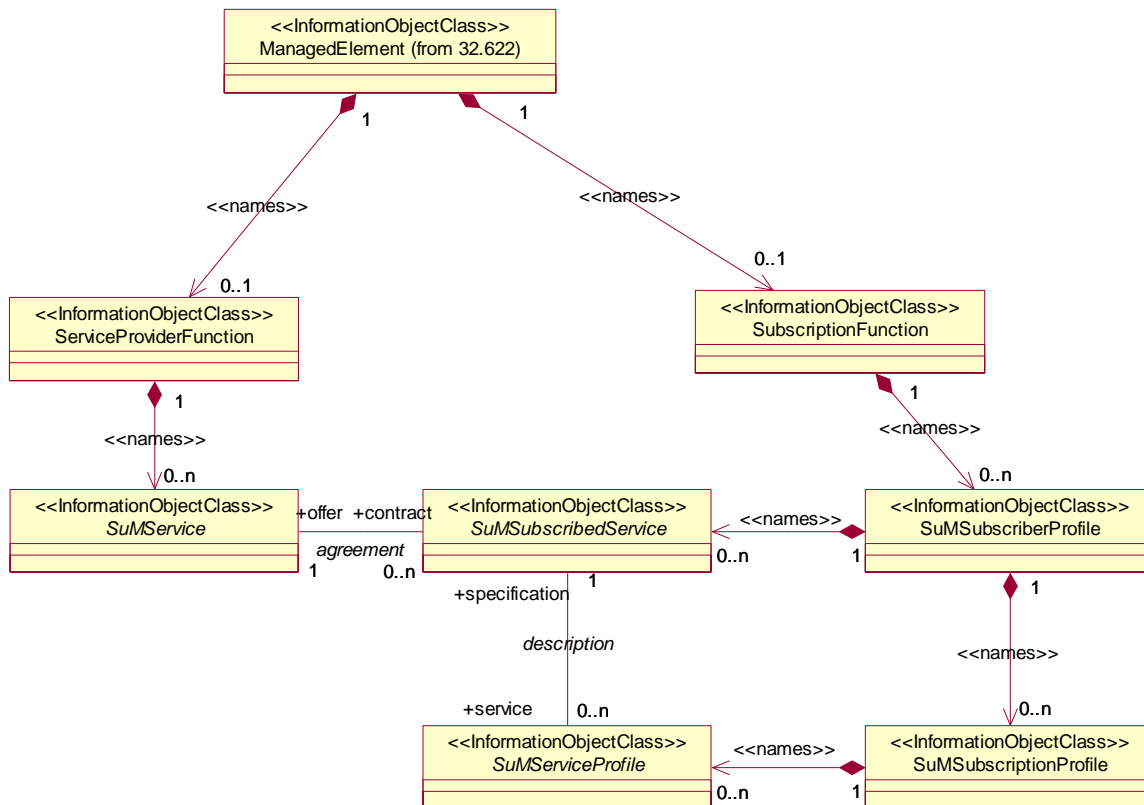 <<InformationObjectClass>>
ManagedElement (from 32.622)
1
1
<<names>>
<<names>>
0..1
0..1
<<InformationObjectClass>>
ServiceProviderFunction
<<InformationObjectClass>>
SubscriptionFunction
1
1
<<names>>
<<names>>
0..n
0..n
<<InformationObjectClass>>
SuMService
+offer
+contract
agreement
1
0..n
<<InformationObjectClass>>
SuMSubscribedService
<<names>>
0..n
1
<<InformationObjectClass>>
SuMSubscriberProfile
1
+specification
1
description
<<names>>
+service
0..n
0..n
<<InformationObjectClass>>
SuMServiceProfile
<<names>>
0..n
1
<<InformationObjectClass>>
SuMSubscriptionProfile